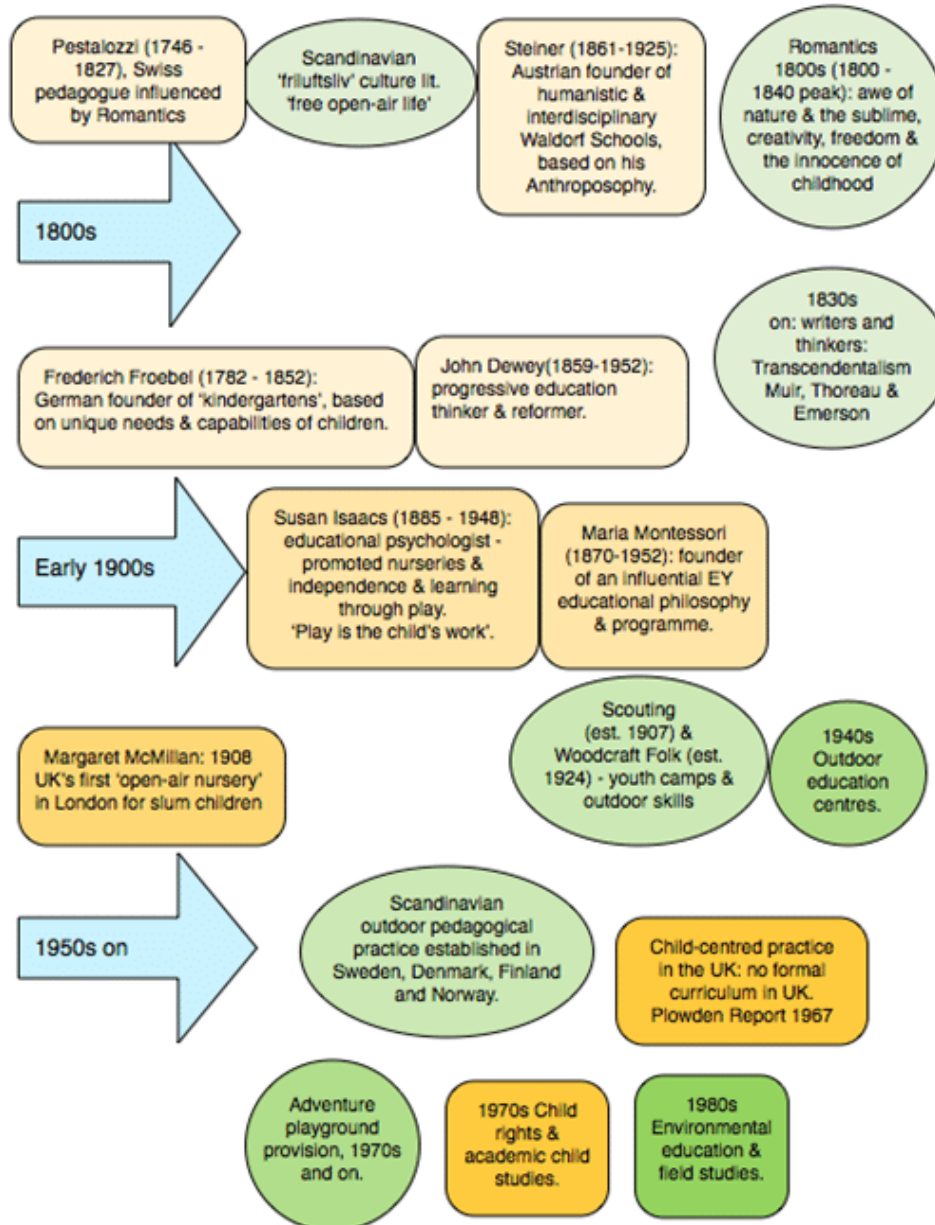 Pestalozzi (1746 -
1827), Swiss
pedagogue influenced
by Romantics
Scandinavian
'friluftsliv' culture lit.
'free open-air life'
Steiner (1861-1925):
Austrian founder of
humanistic &
interdisciplinary
Waldorf Schools,
based on his
Anthroposophy.
Romantics
1800s (1800 -
1840 peak): awe of
nature & the sublime,
creativity, freedom &
the innocence of
childhood
1800s
1830s
on: writers and
thinkers:
Transcendentalism
Muir, Thoreau &
Emerson
Frederich Froebel (1782 - 1852):
German founder of 'kindergartens', based
on unique needs & capabilities of children.
John Dewey(1859-1952):
progressive education
thinker & reformer.
Early 1900s
Susan Isaacs (1885 - 1948):
educational psychologist -
promoted nurseries &
independence & learning
through play.
'Play is the child's work'.
Maria Montessori
(1870-1952): founder
of an influential EY
educational philosophy
& programme.
Scouting
(est. 1907) &
Woodcraft Folk (est.
1924) - youth camps &
outdoor skills
1940s
Outdoor
education
centres.
Margaret McMillan: 1908
UK's first 'open-air nursery'
in London for slum children
1950s on
Scandinavian
outdoor pedagogical
practice established in
Sweden, Denmark, Finland
and Norway.
Child-centred practice
in the UK: no formal
curriculum in UK.
Plowden Report 1967
Adventure
playground
provision, 1970s
and on.
1970s Child
rights &
academic child
studies.
1980s
Environmental
education &
field studies.